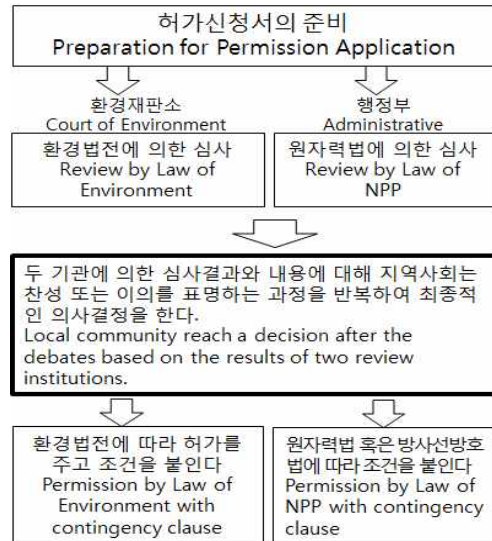 허가신청서의 준비
Preparation for Permission Application
환경재판소
Court of Environment
환경법전에 의한 심사
Review by Law of
Environment
행정부
Administrative
원자력법에 의한 심사
Review by Law of
NPP
두 기관에 의한 심사결과와 내용에 대해 지역사회는
찬성 또는 이의를 표명하는 과정을 반복하여 최종적
인 의사결정을 한다.
Local community reach a decision after the
debates based on the results of two review
institutions.
환경법전에 따라 허가를
주고 조건을 붙인다
Permission by Law of
Environment with
contingency clause
원자력법 혹은 방사선방호
법에 따라 조건을 붙인다
Permission by Law of
NPP with contingency
clause